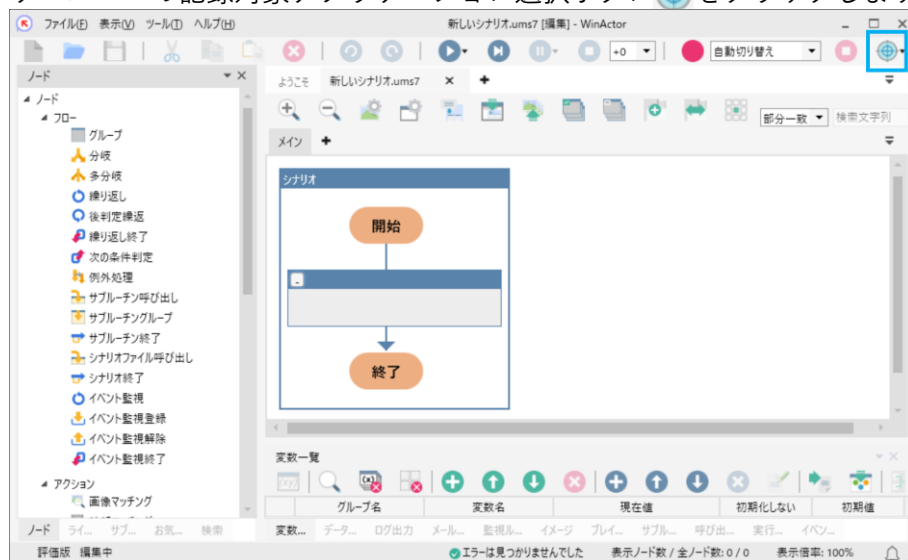 ファイル(F) 表示(V) ツール(T) ヘルプ(H)
新しいシナリオ.ums7 [編集] - WinActor
+0
自動切り替え
ノード
ようこそ 新しいシナリオ.ums7
ノード
フロー
グループ
分岐
多分岐
繰り返し
後判定繰返
繰り返し終了
次の条件判定
例外処理
サブルーチン呼び出し
サブルーチングループ
サブルーチン終了
シナリオファイル呼び出し
シナリオ終了
イベント監視
イベント監視登録
イベント監視解除
イベント監視終了
アクション
画像マッチング
ノード ライ... サブ... お気... 検索
部分一致 検索文字列
メイン
シナリオ
開始
終了
変数一覧
グループ名 変数名 現在値 初期化しない 初期値
変数... データ... ログ出力 メール... 監視ル... イメージ ブレイ... サブル... 呼び出... 実行... イベン...
評価版 編集中
エラーは見つかりませんでした 表示ノード数 / 全ノード数: 0 / 0 表示倍率: 100%